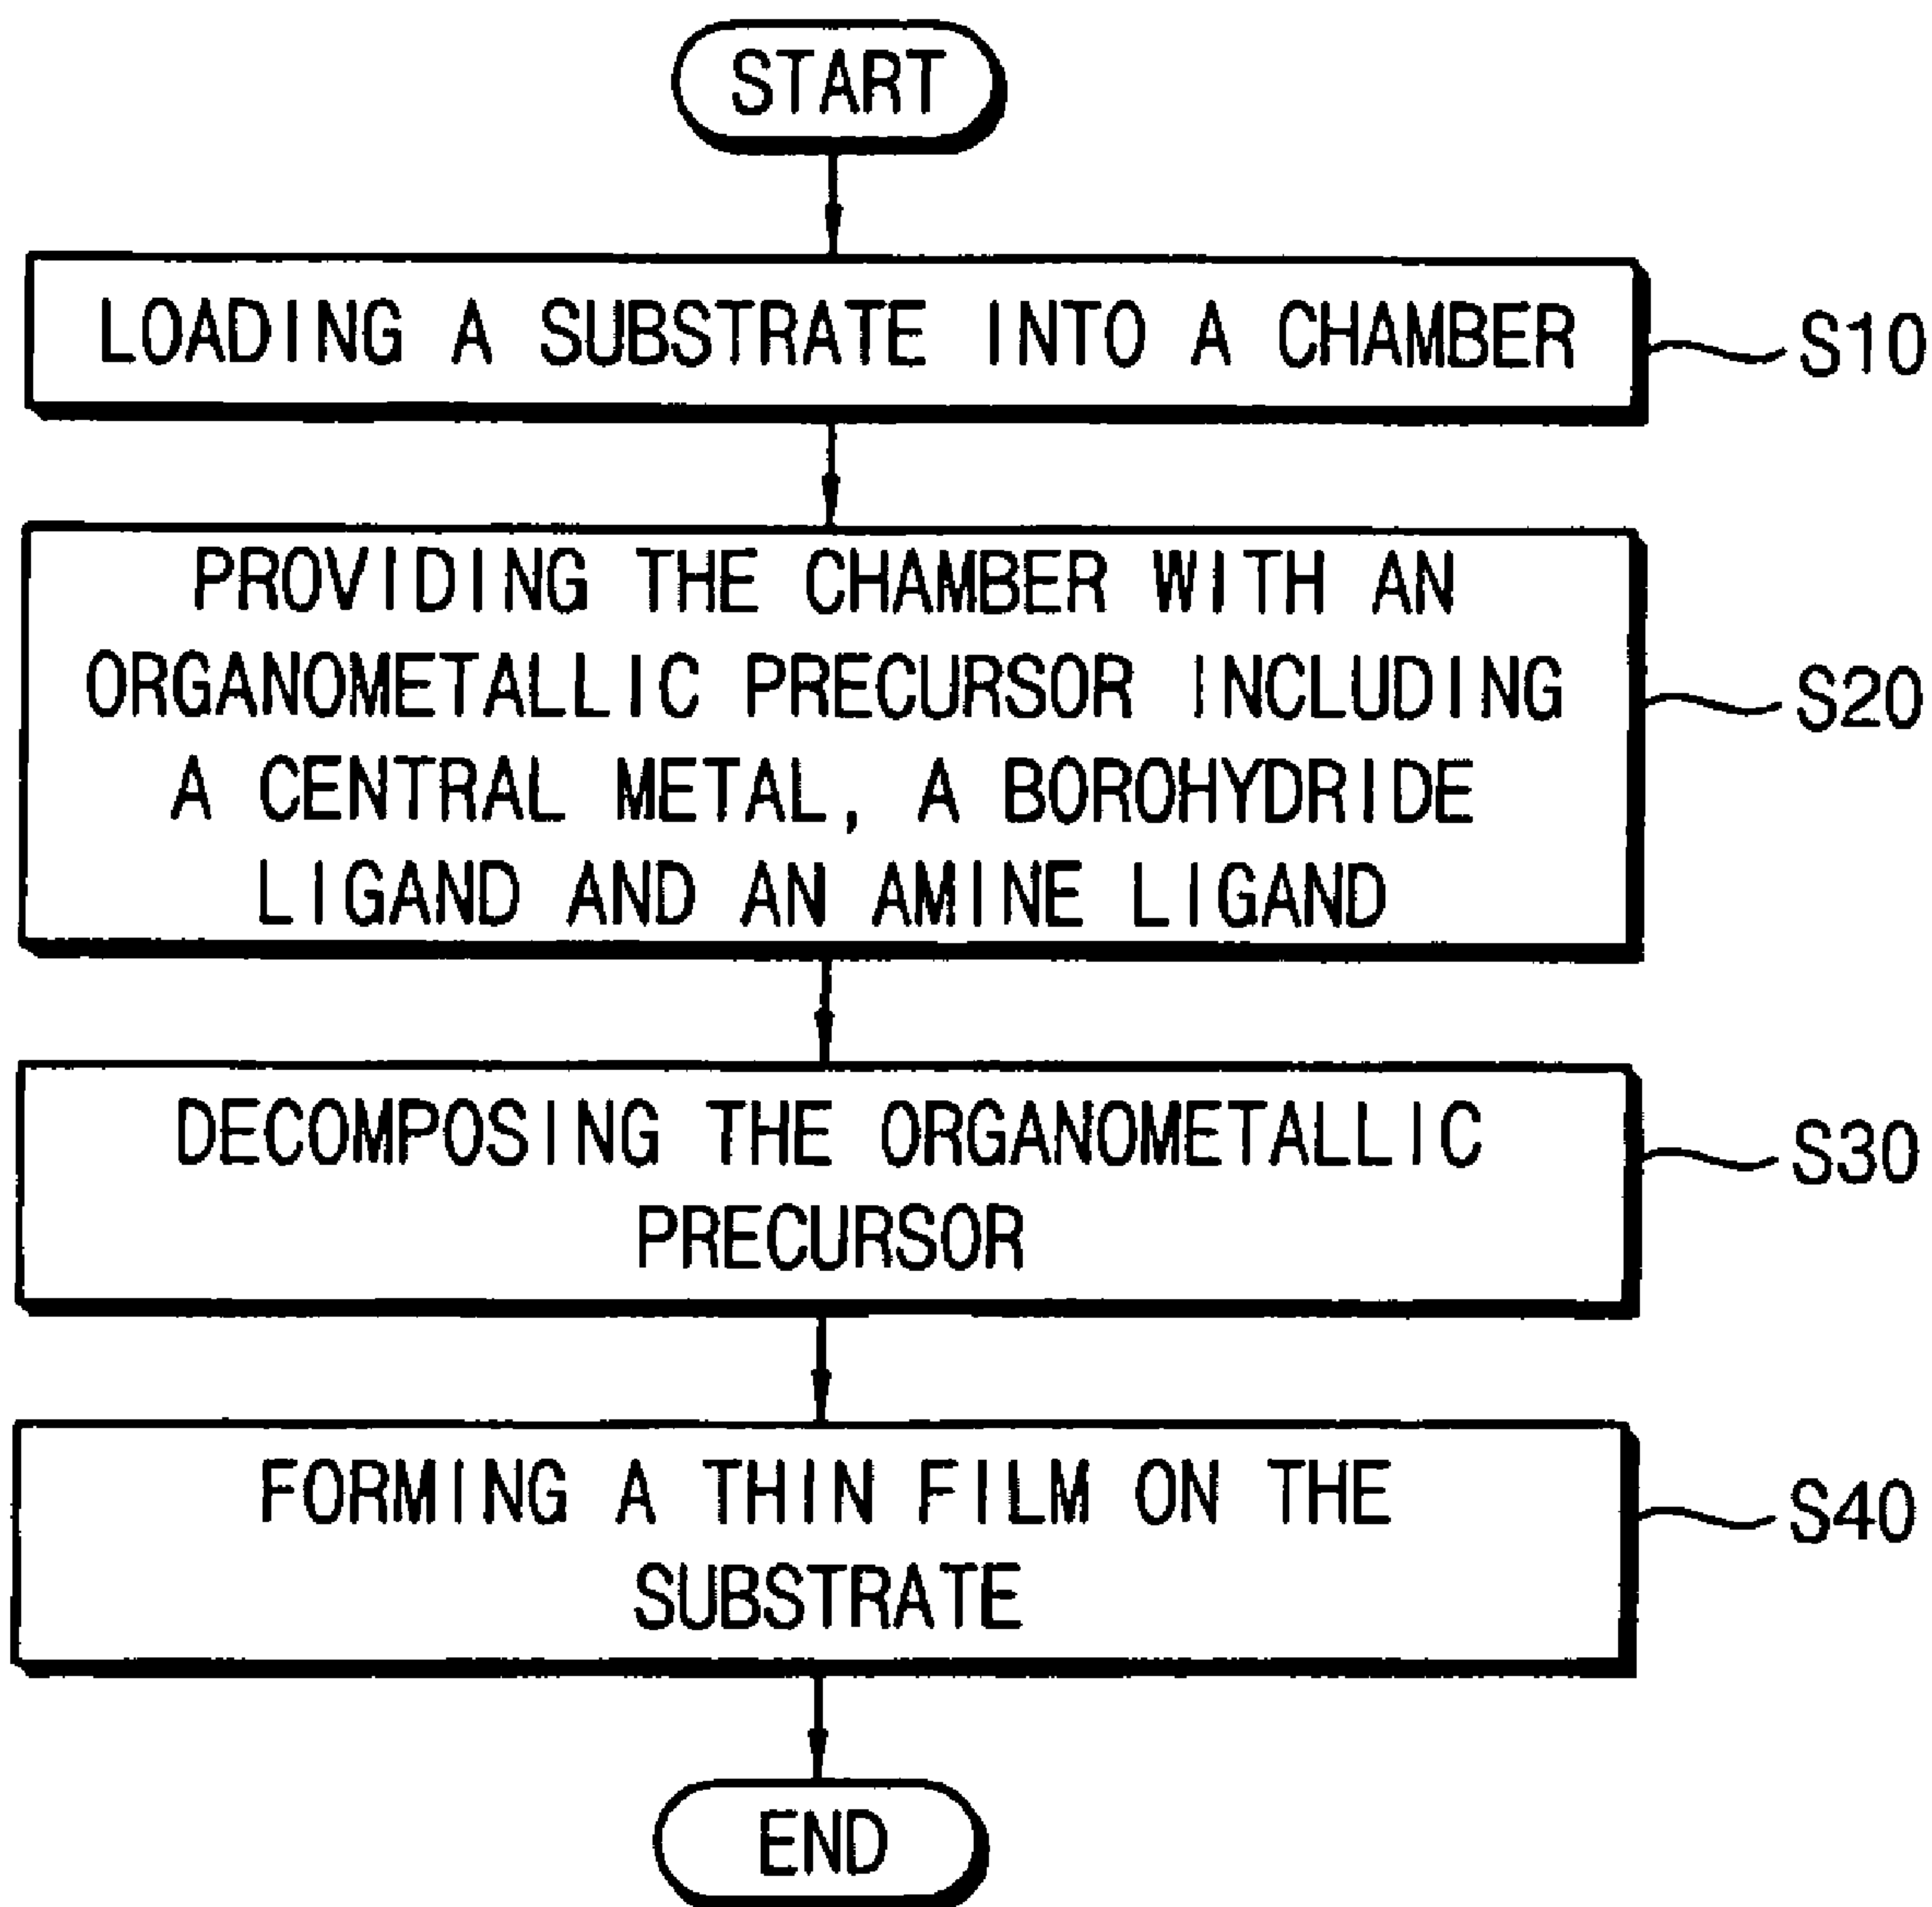 START
LOADING A SUBSTRATE INTO A CHAMBER
S10
PROVIDING THE CHAMBER WITH AN
ORGANOMETALLIC PRECURSOR INCLUDING
A CENTRAL METAL, A BOROHYDRIDE
LIGAND AND AN AMINE LIGAND
S20
DECOMPOSING THE ORGANOMETALLIC
PRECURSOR
S30
FORMING A THIN FILM ON THE
SUBSTRATE
S40
END